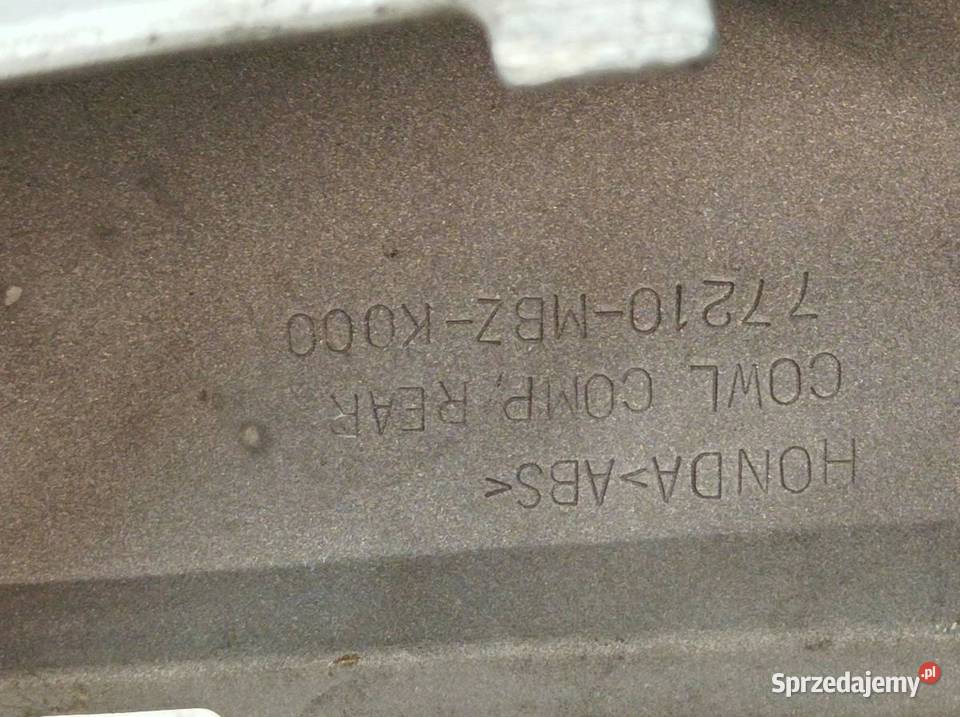 HONDA>ABS<
COWL COMP, REAR
77210-MBZ-K000
Sprzedajemy.pl